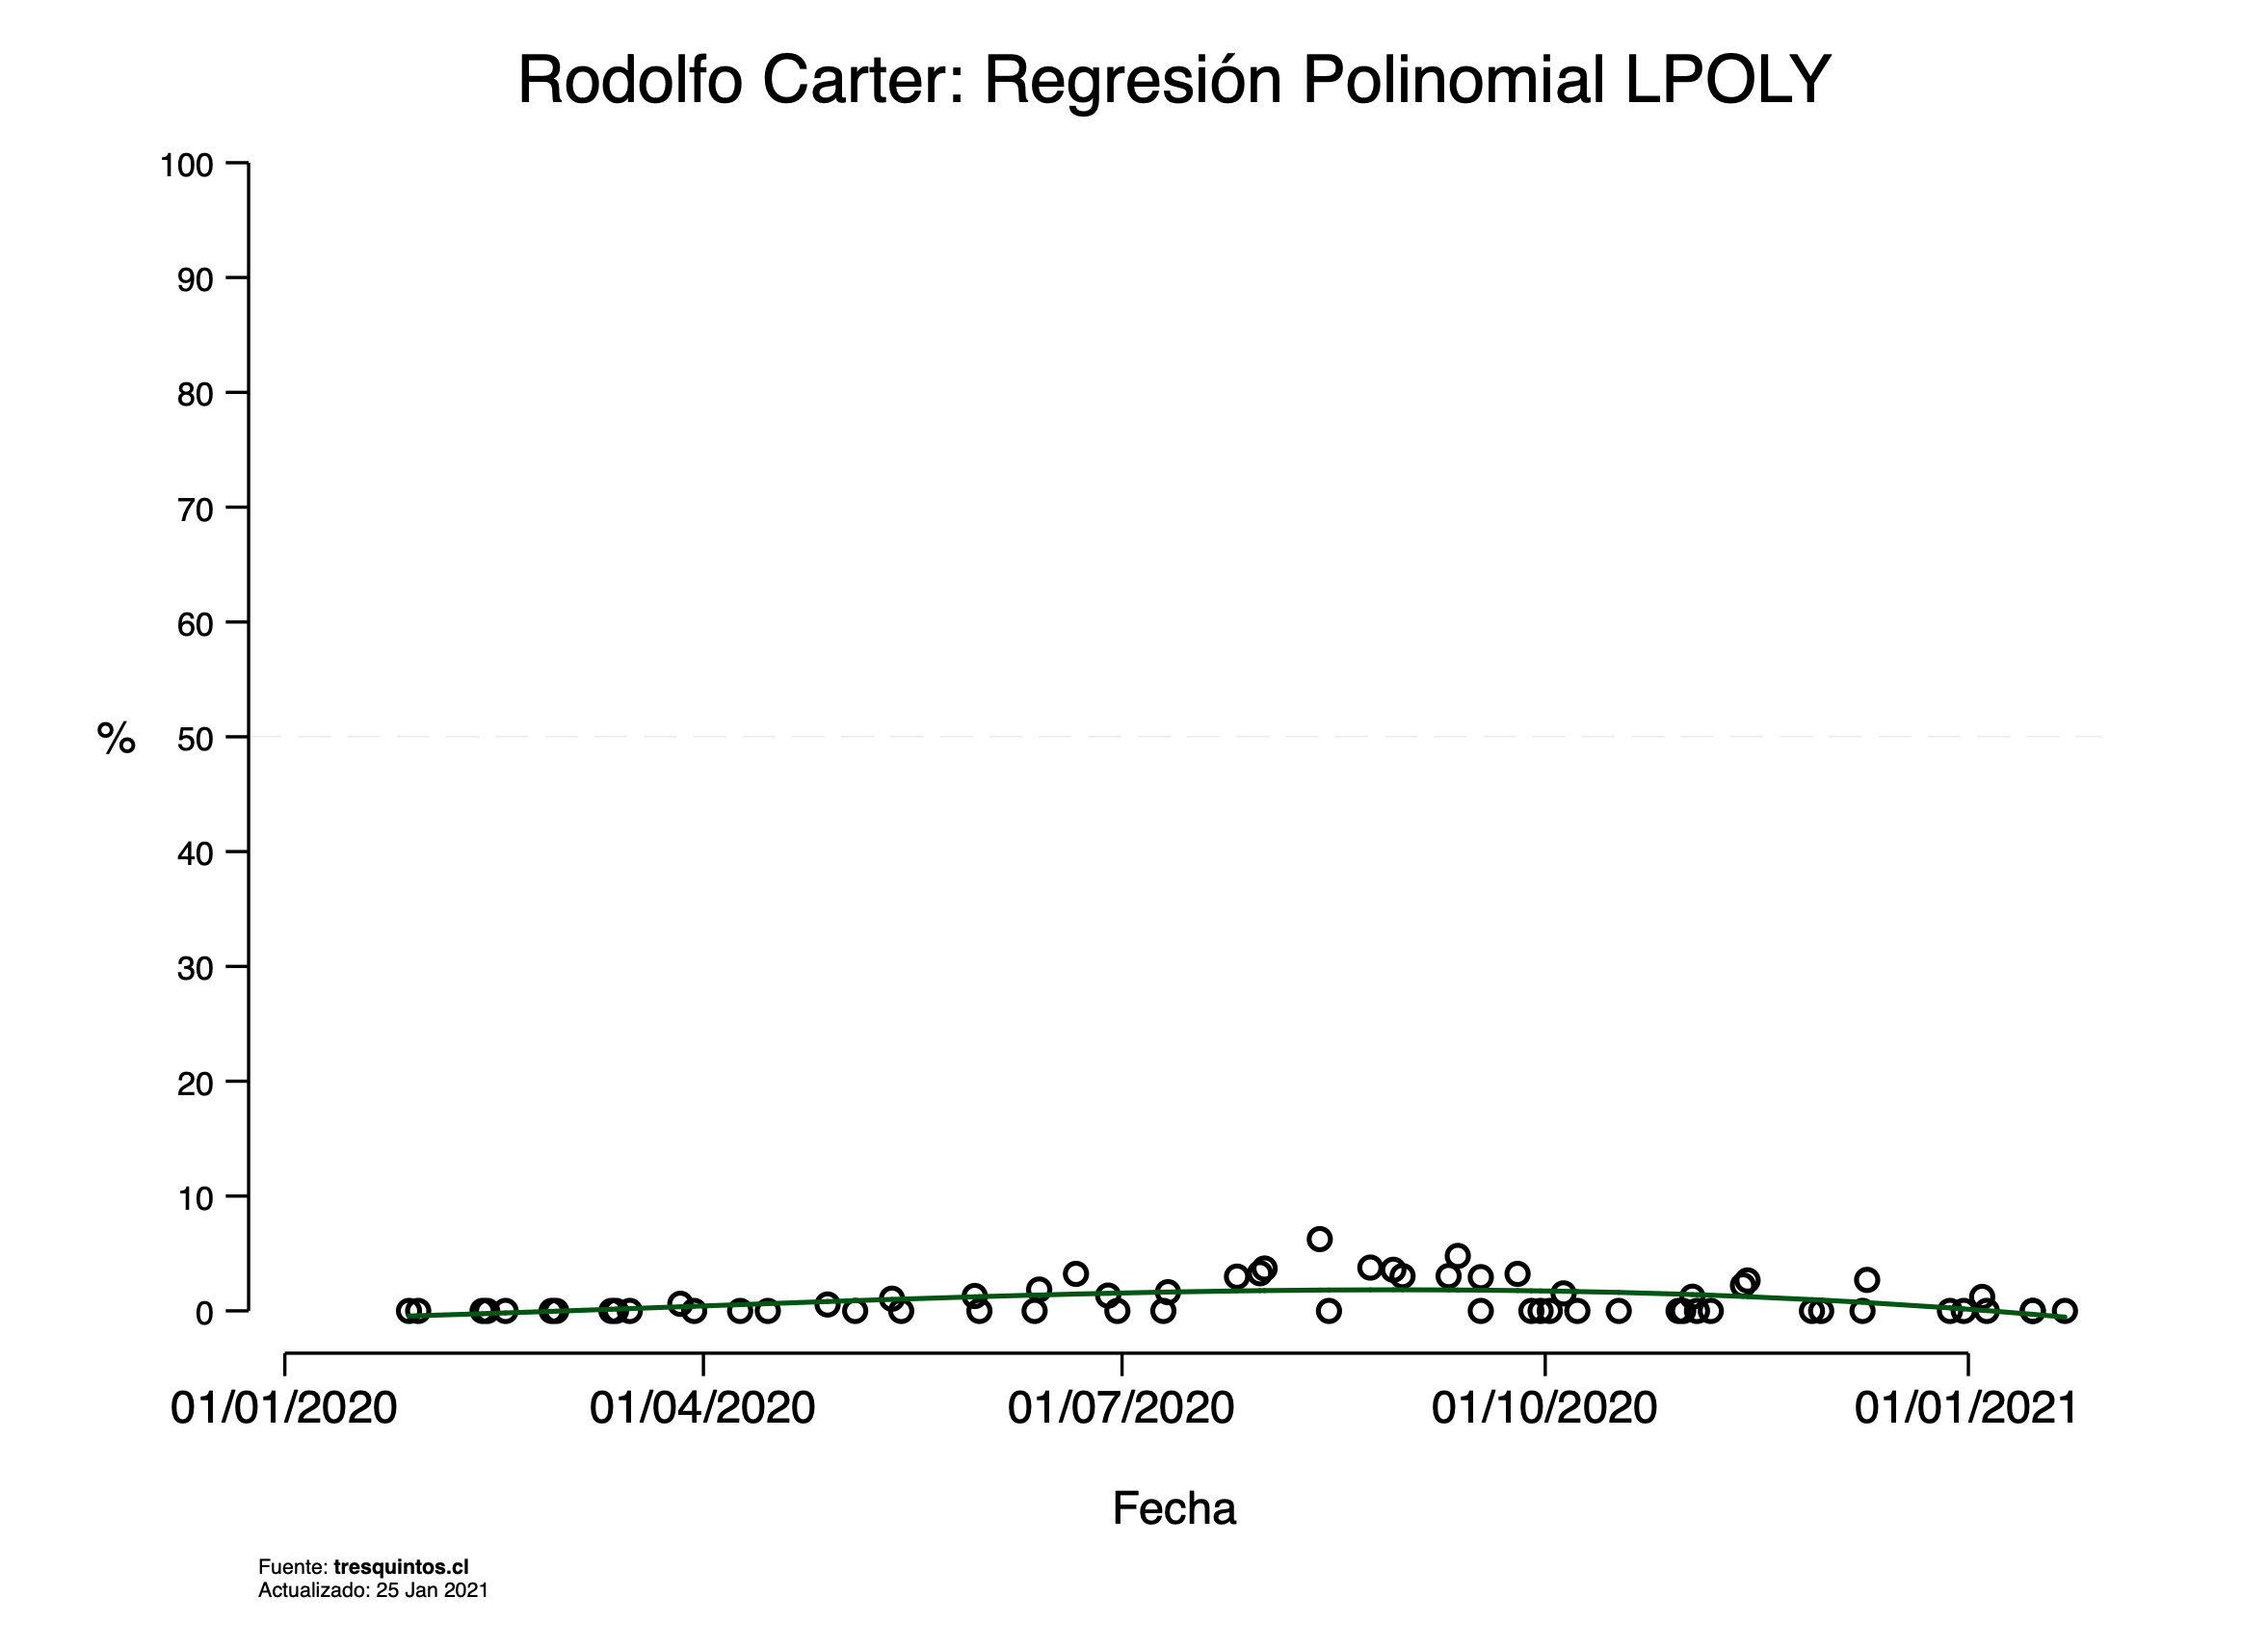 Rodolfo Carter: Regresión Polinomial LPOLY
100
90
80
70
60
50
40
30
20
10
0
%
01/01/2020 01/04/2020 01/07/2020 01/10/2020 01/01/2021
Fecha
Fuente: tresquintos.cl
Actualizado: 25 Jan 2021